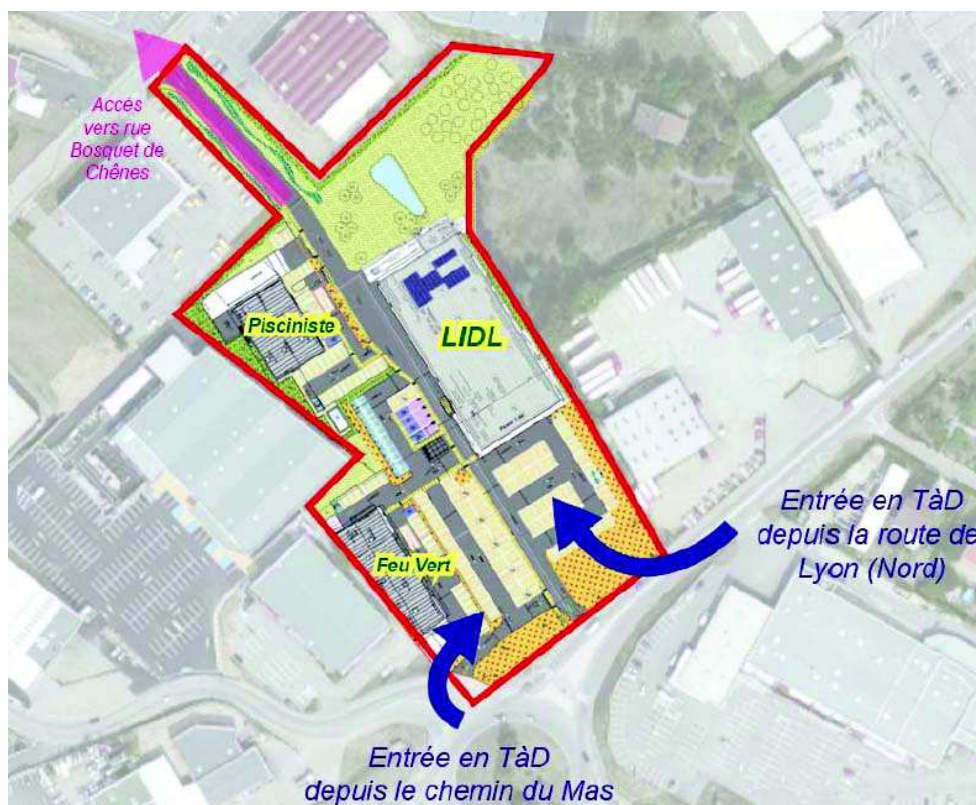 Accès
vers rue
Bosquet de
Chênes
Pisciniste
LIDL
Feu Vert
Entrée en TàD
depuis la route de
Lyon (Nord)
Entrée en TàD
depuis le chemin du Mas